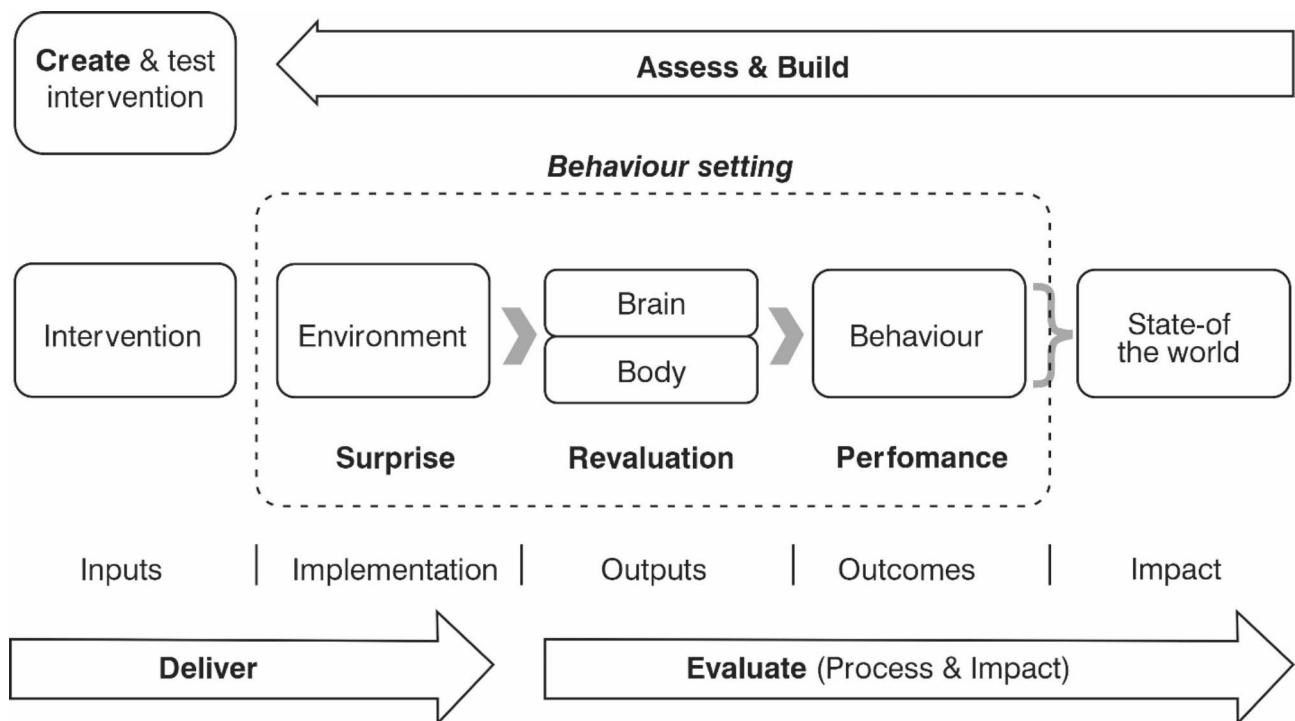 Create & test
intervention
Assess & Build
Behaviour setting
Intervention
Environment
Brain
Body
Behaviour
State-of
the world
Surprise
Revaluation
Perfomance
Inputs
Implementation
Outputs
Outcomes
Impact
Deliver
Evaluate (Process & Impact)